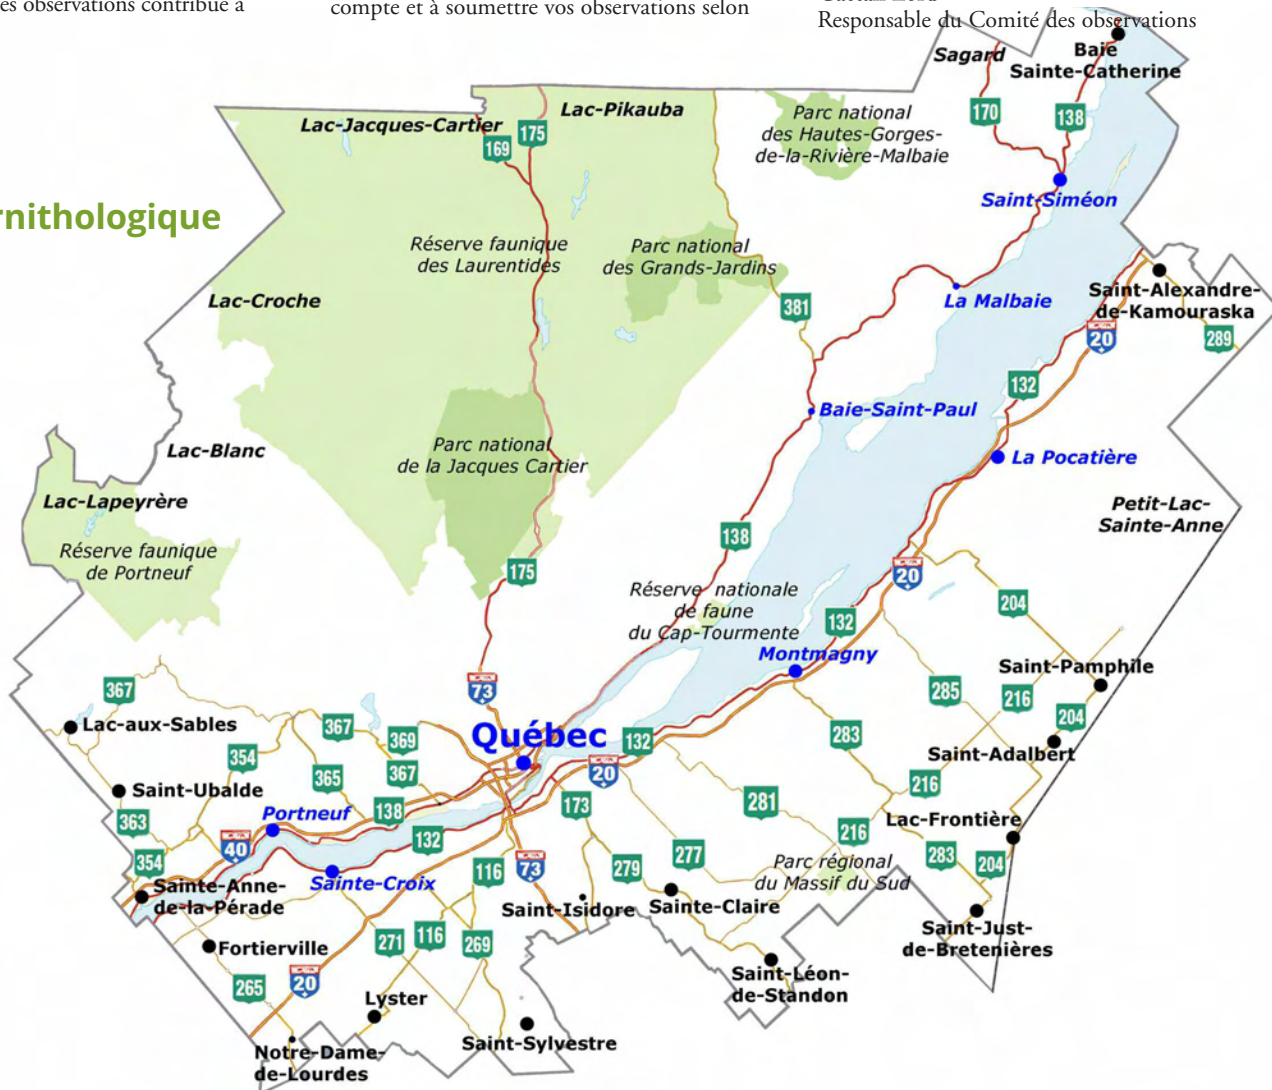 es observations contribue à
compte et à soumettre vos observations selon
Responsable du Comité des observations
rnithologique
Sagard
Baie
Sainte-Catherine
170
138
Lac-Jacques-Cartier
169
175
Lac-Pikauba
Parc national
des Hautes-Gorges-
de-la-Rivière-Malbaie
Saint-Siméon
Réserve faunique
des Laurentides
Parc national
des Grands-Jardins
Lac-Croche
381
La Malbaie
Saint-Alexandre-
de-Kamouraska
20
289
132
Baie-Saint-Paul
Parc national
de la Jacques Cartier
Lac-Blanc
La Pocatière
Lac-Lapeyrère
Petit-Lac-
Sainte-Anne
Réserve faunique
de Portneuf
138
175
20
Réserve nationale
de faune
du Cap-Tourmente
204
132
Montmagny
Saint-Pamphile
73
367
285
216
204
Lac-aux-Sables
367
369
Québec
132
283
Saint-Adalbert
354
365
367
20
216
Saint-Ubalde
138
173
281
363
Portneuf
132
216
Lac-Frontière
40
354
277
283
204
Sainte-Croix
116
73
279
Parc régional
du Massif du Sud
Sainte-Anne-
de-la-Pérade
Saint-Isidore
Sainte-Claire
Saint-Just-
de-Bretenières
Fortierville
271
116
269
265
20
Saint-Léon-
de-Standon
Lyster
Saint-Sylvestre
Notre-Dame-
de-Lourdes